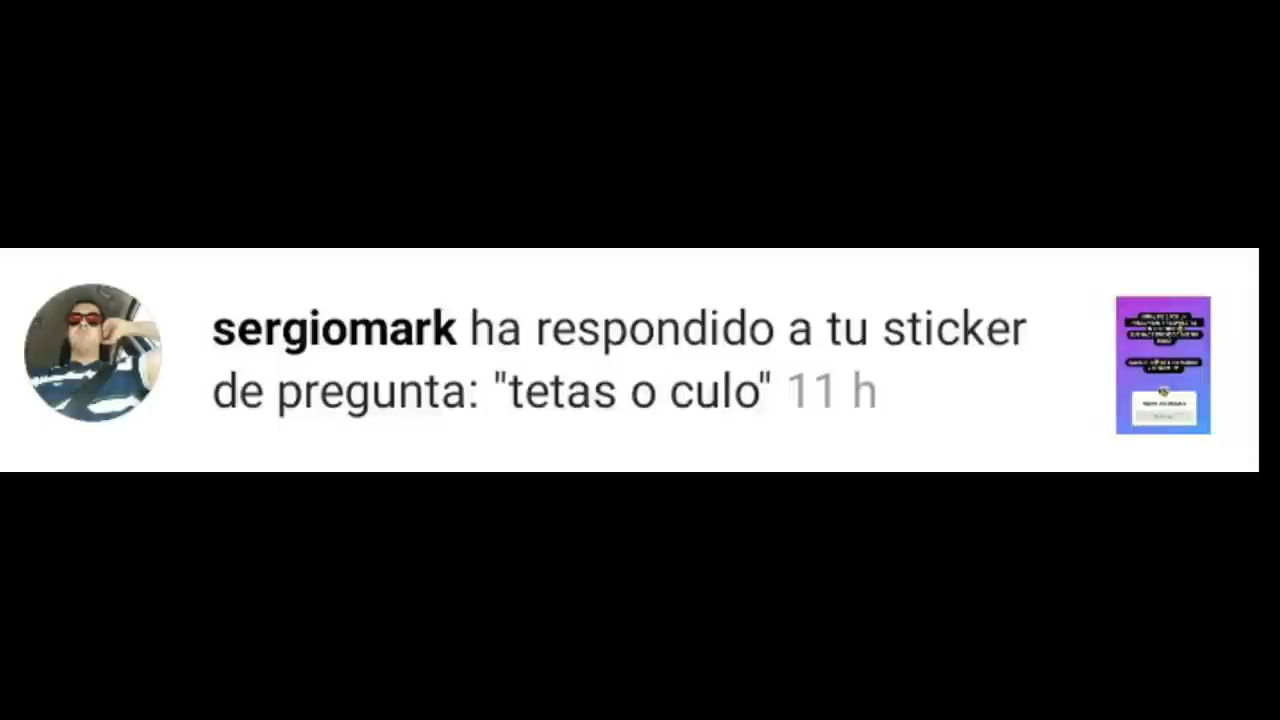 sergiomark ha respondido a tu sticker
de pregunta: "tetas o culo" 11 h